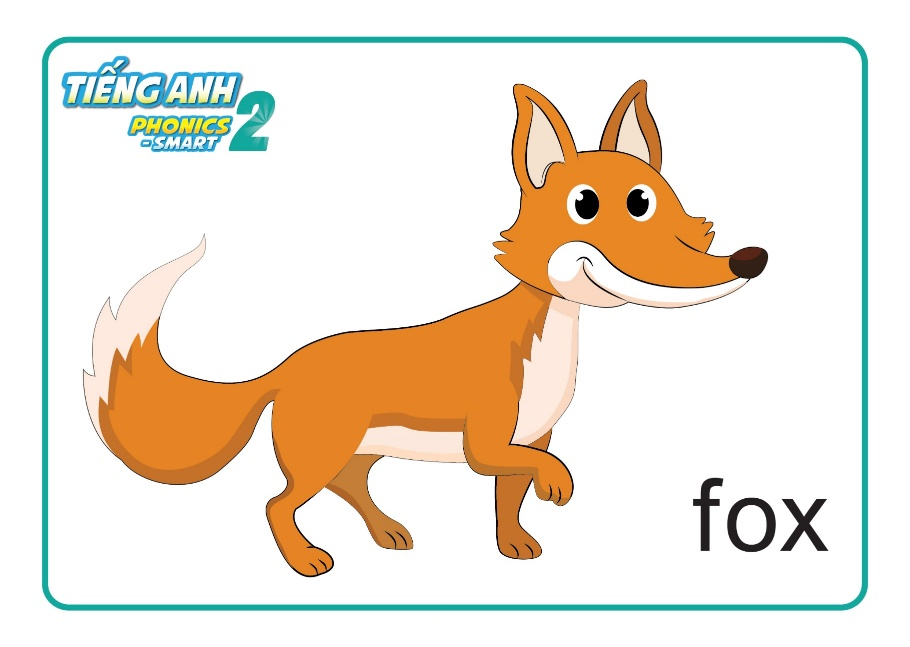 TIẾNG ANH
PHONICS
-SMART 2
fox